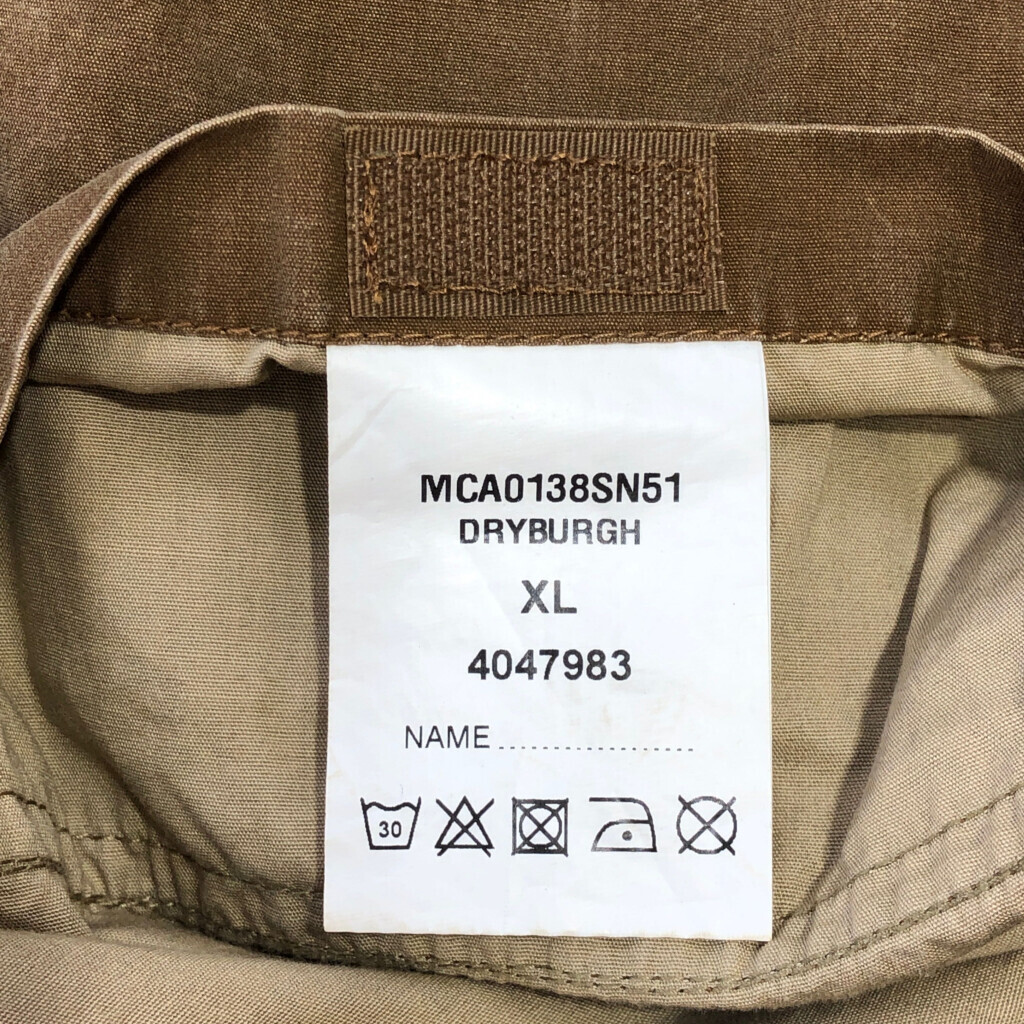 MCA0138SN51
DRYBURGH
XL
4047983
NAME ............................
30